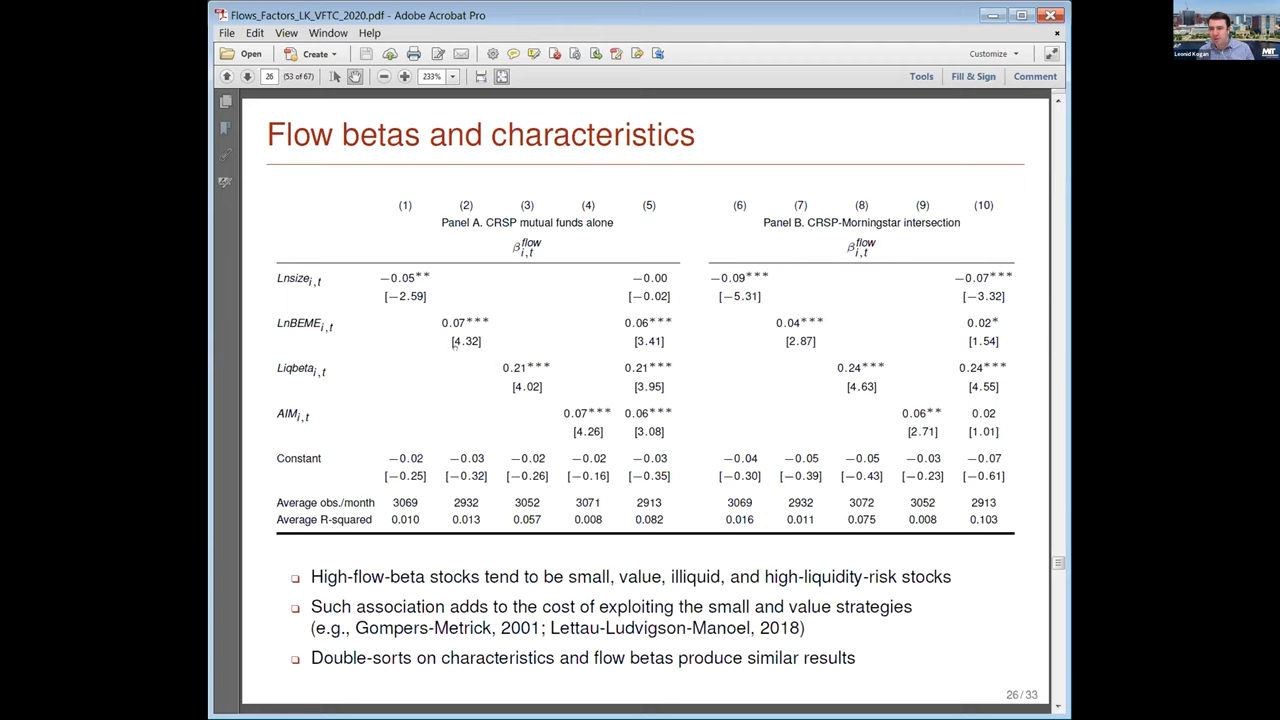 Flows_Factors_LK_VFTC_2020.pdf - Adobe Acrobat Pro
File Edit View Window Help
Open Create Customize
26 (53 of 67) 233% Tools Fill & Sign Comment
Leonid Kogan
MIT
Flow betas and characteristics
(1) (2) (3) (4) (5) (6) (7) (8) (9) (10)
Panel A. CRSP mutual funds alone Panel B. CRSP-Morningstar intersection
β^flow_i,t β^flow_i,t
Lnsize_i,t −0.05** −0.00 −0.09*** −0.07***
[−2.59] [−0.02] [−5.31] [−3.32]
LnBEME_i,t 0.07*** 0.06*** 0.04*** 0.02*
[4.32] [3.41] [2.87] [1.54]
Liqbeta_i,t 0.21*** 0.21*** 0.24*** 0.24***
[4.02] [3.95] [4.63] [4.55]
AIM_i,t 0.07*** 0.06*** 0.06** 0.02
[4.26] [3.08] [2.71] [1.01]
Constant −0.02 −0.03 −0.02 −0.02 −0.03 −0.04 −0.05 −0.05 −0.03 −0.07
[−0.25] [−0.32] [−0.26] [−0.16] [−0.35] [−0.30] [−0.39] [−0.43] [−0.23] [−0.61]
Average obs./month 3069 2932 3052 3071 2913 3069 2932 3072 3052 2913
Average R-squared 0.010 0.013 0.057 0.008 0.082 0.016 0.011 0.075 0.008 0.103
High-flow-beta stocks tend to be small, value, illiquid, and high-liquidity-risk stocks
Such association adds to the cost of exploiting the small and value strategies
(e.g., Gompers-Metrick, 2001; Lettau-Ludvigson-Manoel, 2018)
Double-sorts on characteristics and flow betas produce similar results
26 / 33